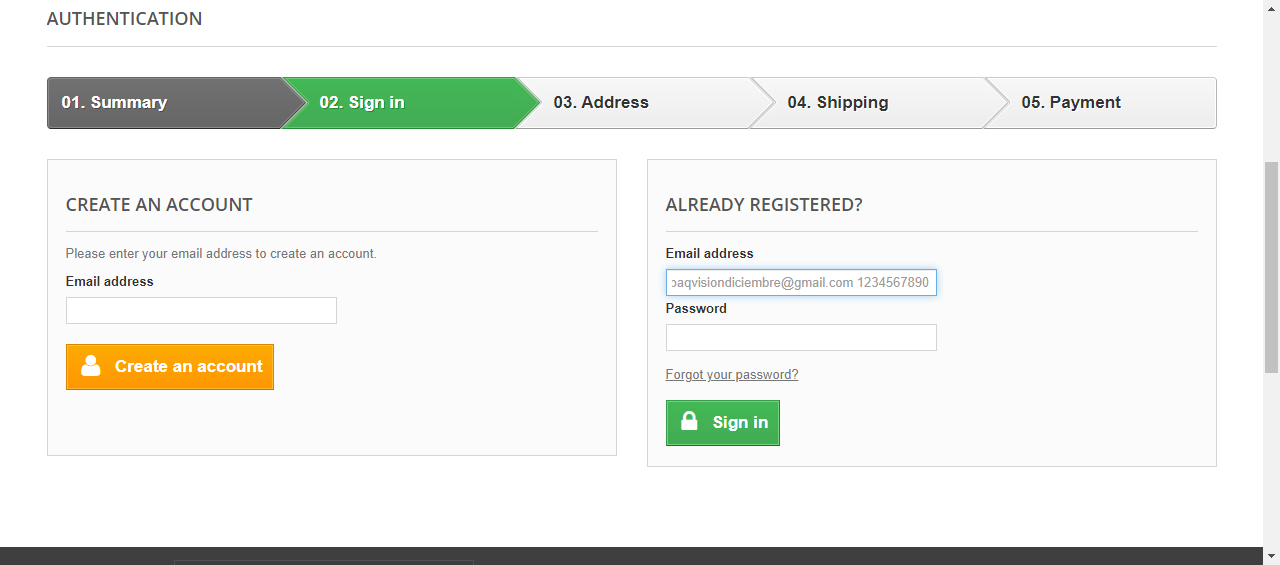 AUTHENTICATION
01. Summary
02. Sign in
03. Address
04. Shipping
05. Payment
CREATE AN ACCOUNT
Please enter your email address to create an account.
Email address
Create an account
ALREADY REGISTERED?
Email address
paqvisiondiciembre@gmail.com 1234567890
Password
Forgot your password?
Sign in